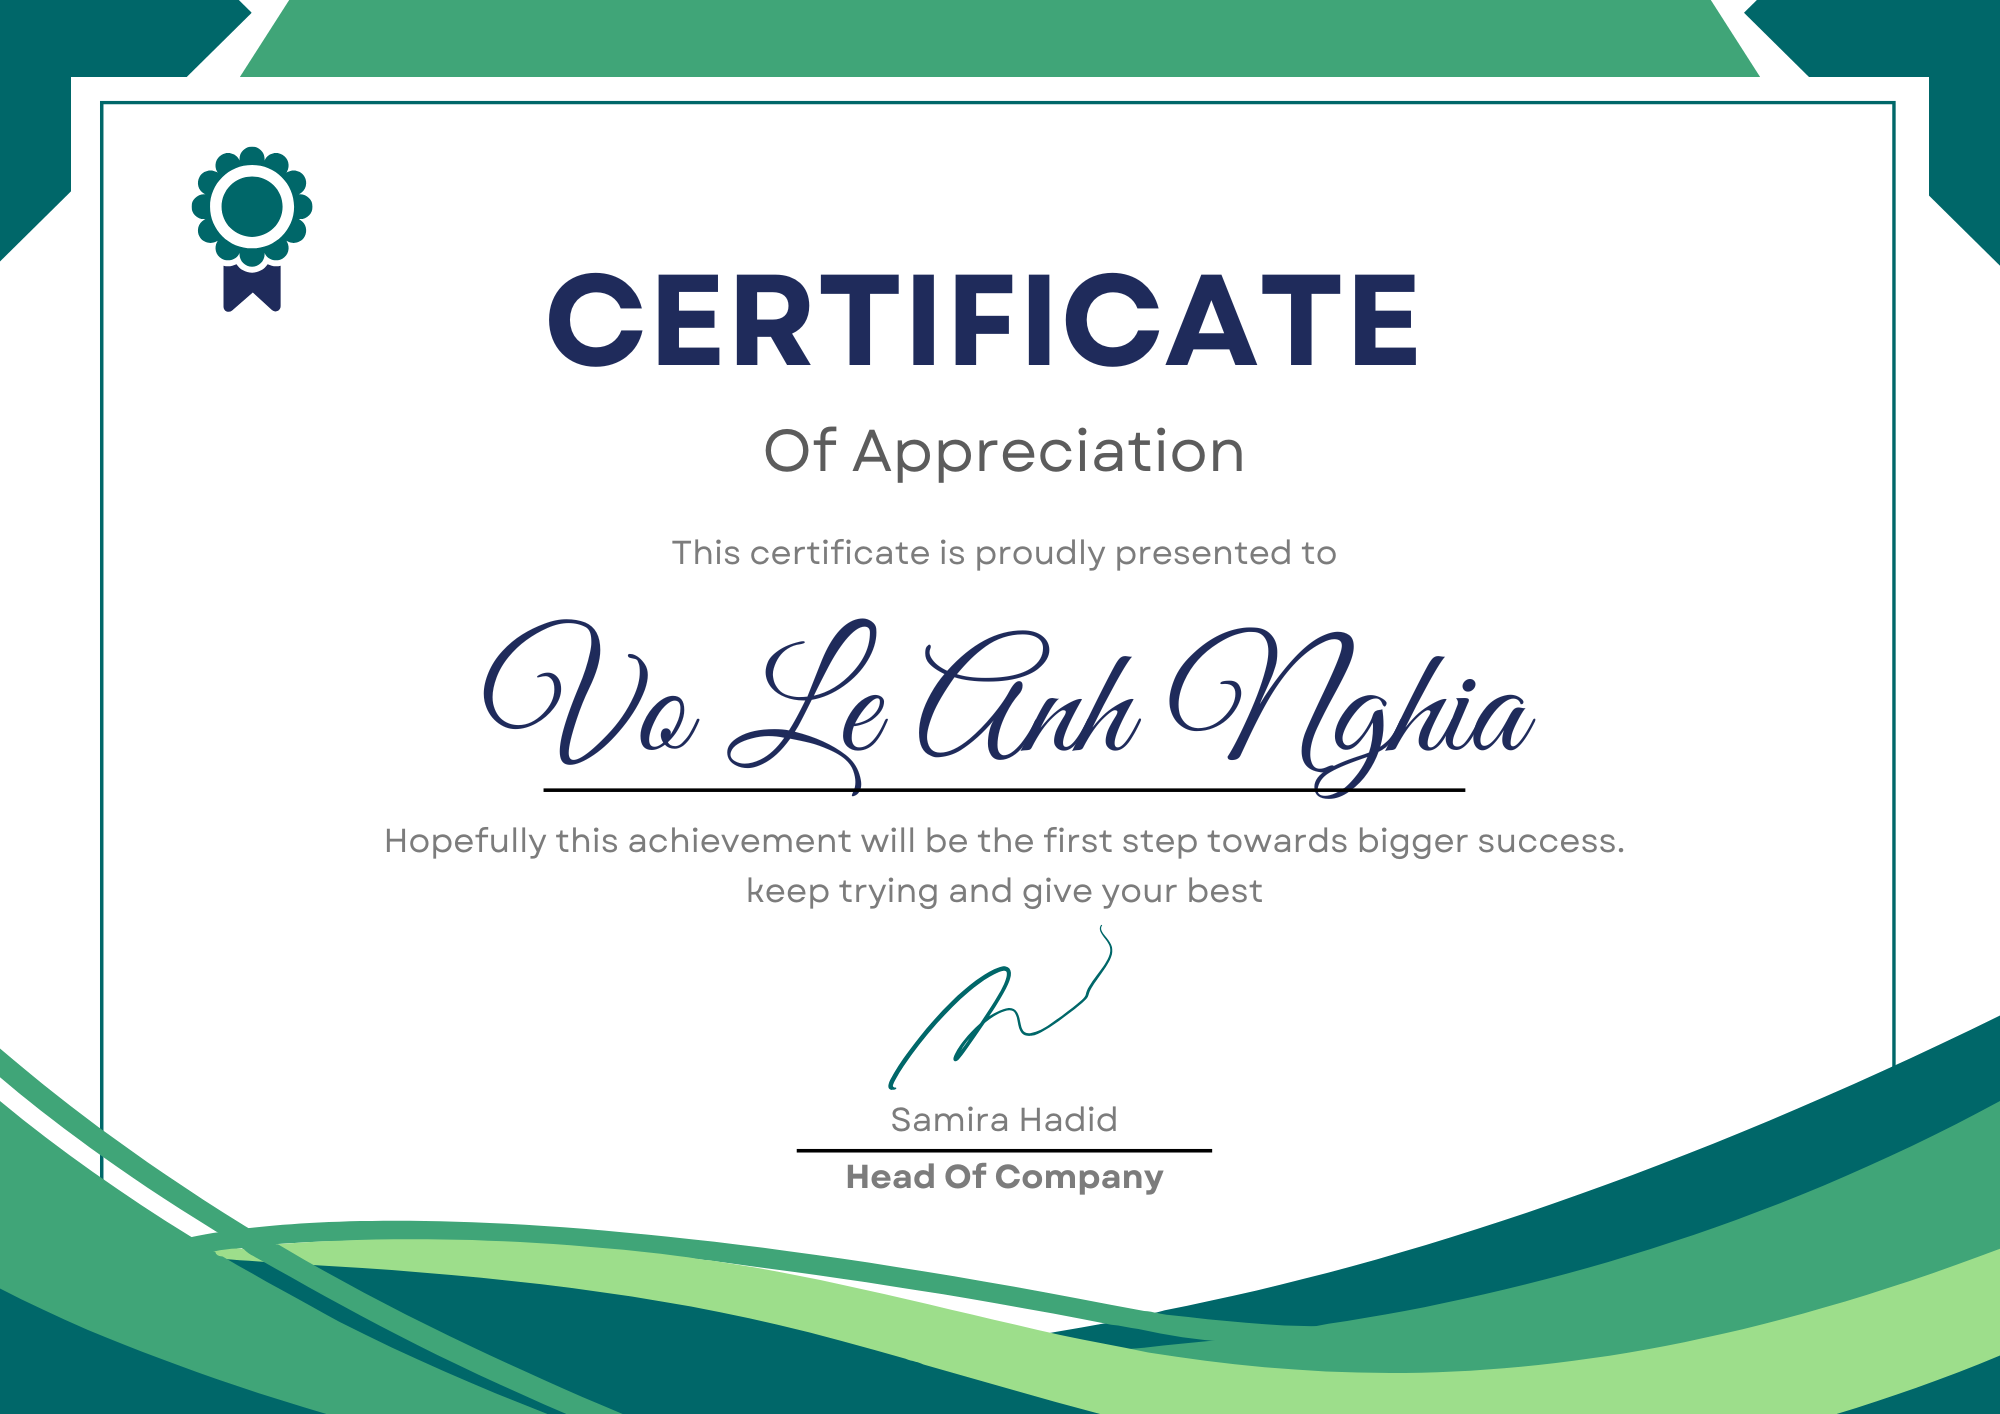 CERTIFICATE
Of Appreciation
This certificate is proudly presented to
Vo Le Anh Nghia
Hopefully this achievement will be the first step towards bigger success.
keep trying and give your best
Samira Hadid
Head Of Company